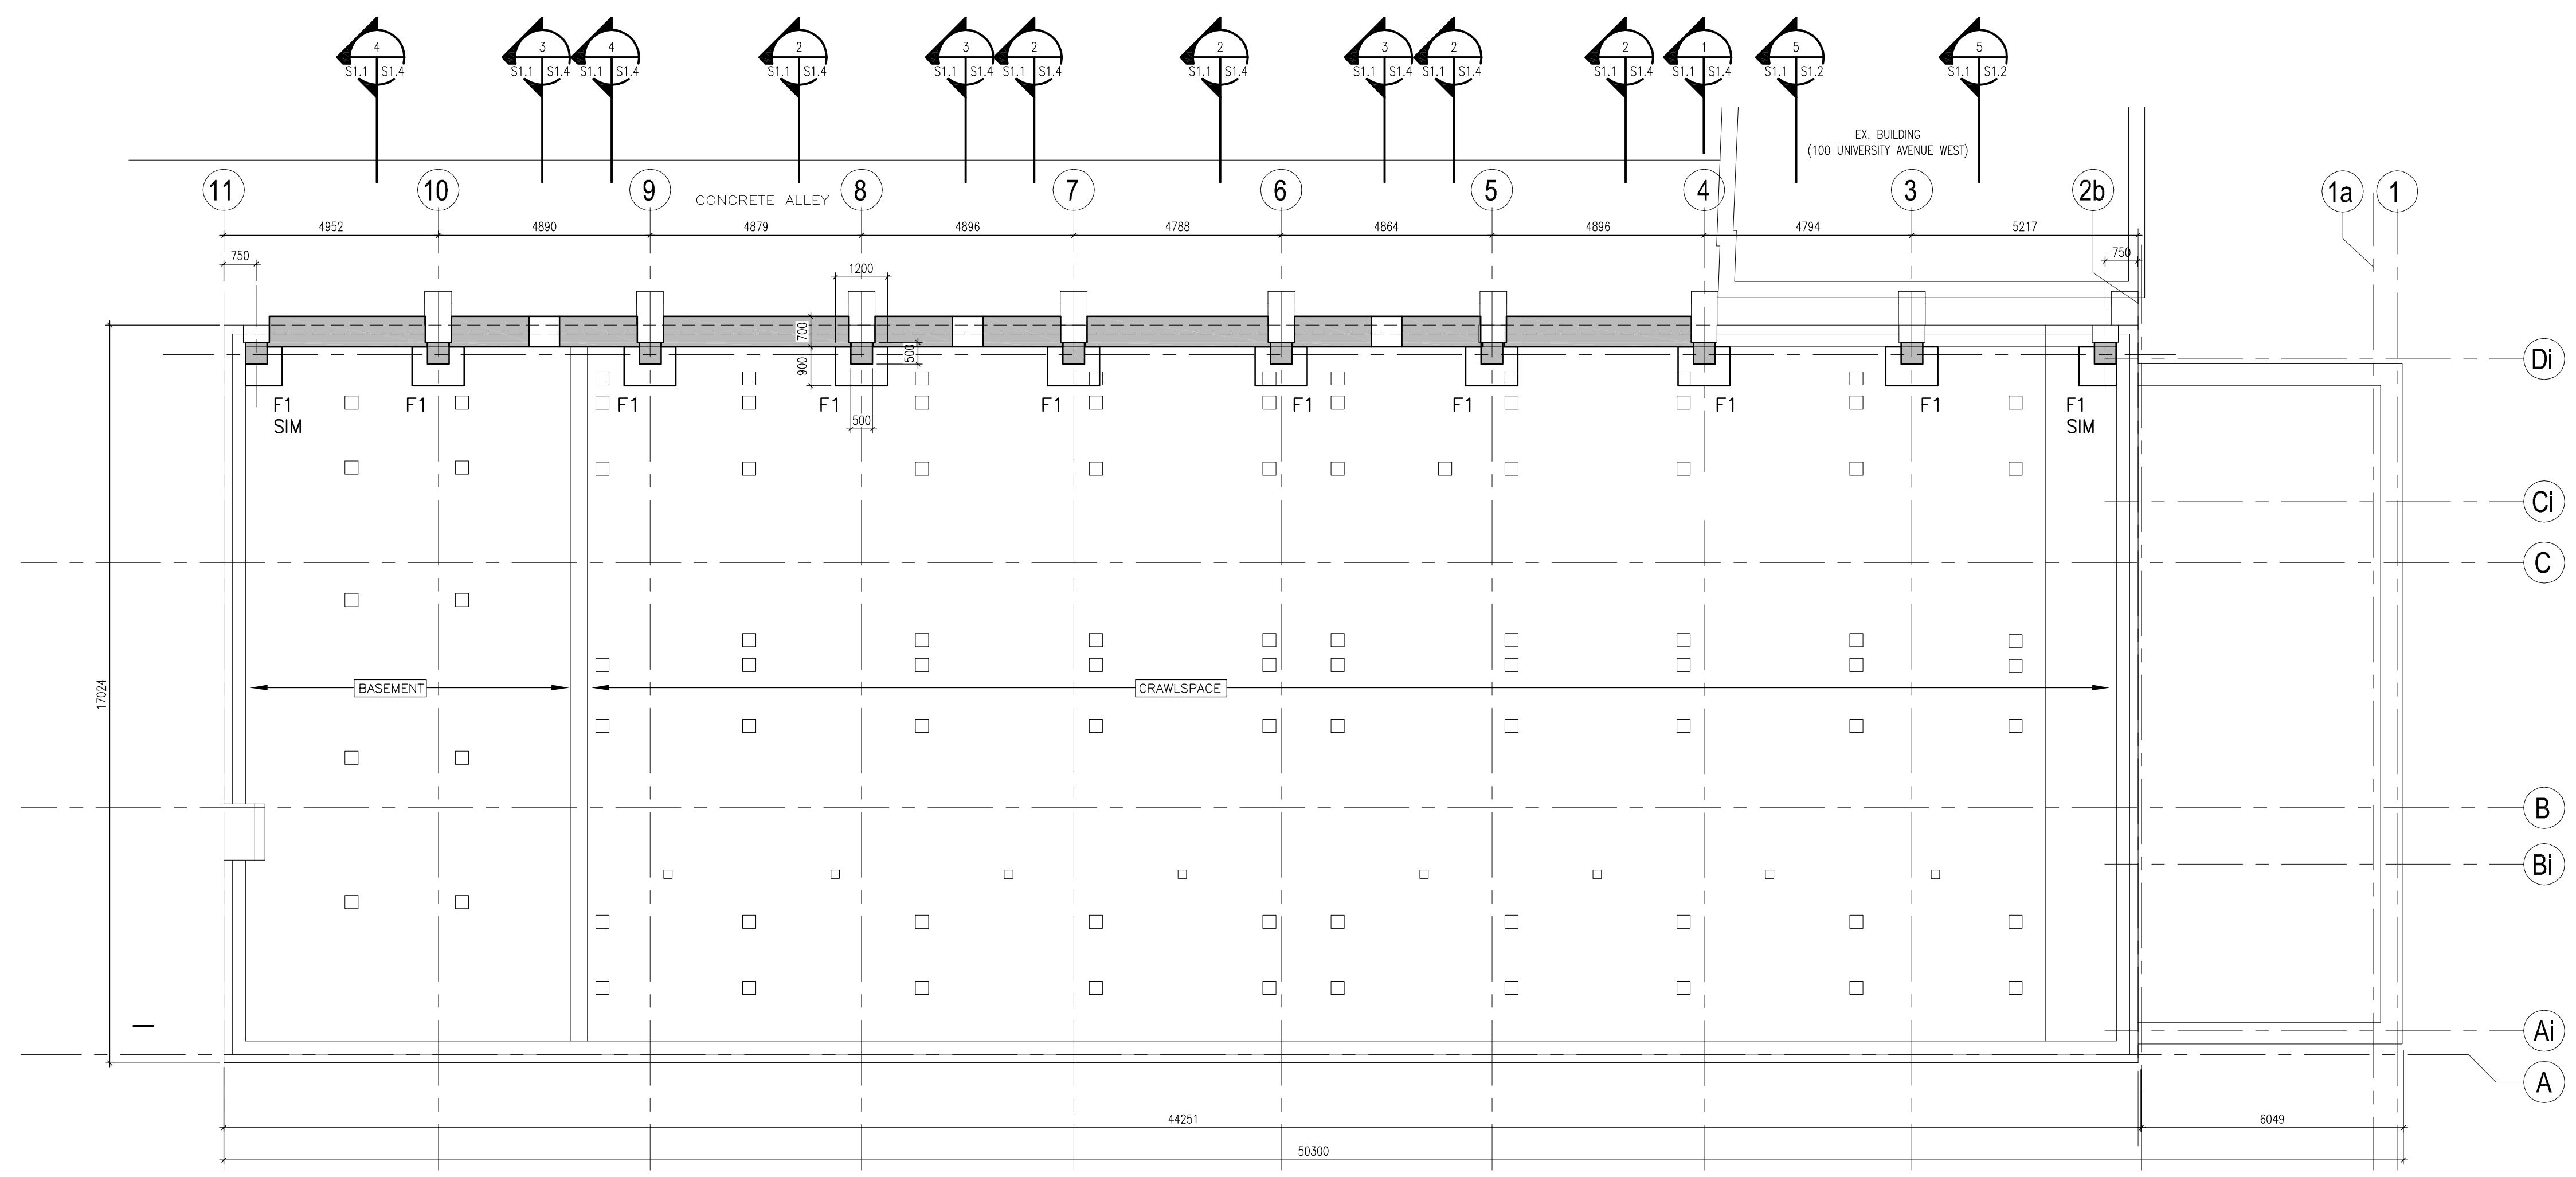 4 3 4 2 3 2 2 3 2 2 1 5 5
S1.1 S1.4 S1.1 S1.4 S1.1 S1.4 S1.1 S1.4 S1.1 S1.4 S1.1 S1.4 S1.1 S1.4 S1.1 S1.4 S1.1 S1.4 S1.1 S1.4 S1.1 S1.4 S1.1 S1.2 S1.1 S1.2
EX. BUILDING
(100 UNIVERSITY AVENUE WEST)
11 10 9 8 7 6 5 4 3 2b 1a 1
CONCRETE ALLEY
4952 4890 4879 4896 4788 4864 4896 4794 5217
750 1200 750
700
500
900
Di
F1 F1 F1 F1 F1 F1 F1 F1 F1 F1
SIM SIM
500
Ci
C
17024
BASEMENT CRAWLSPACE
B
Bi
Ai
A
44251 6049
50300